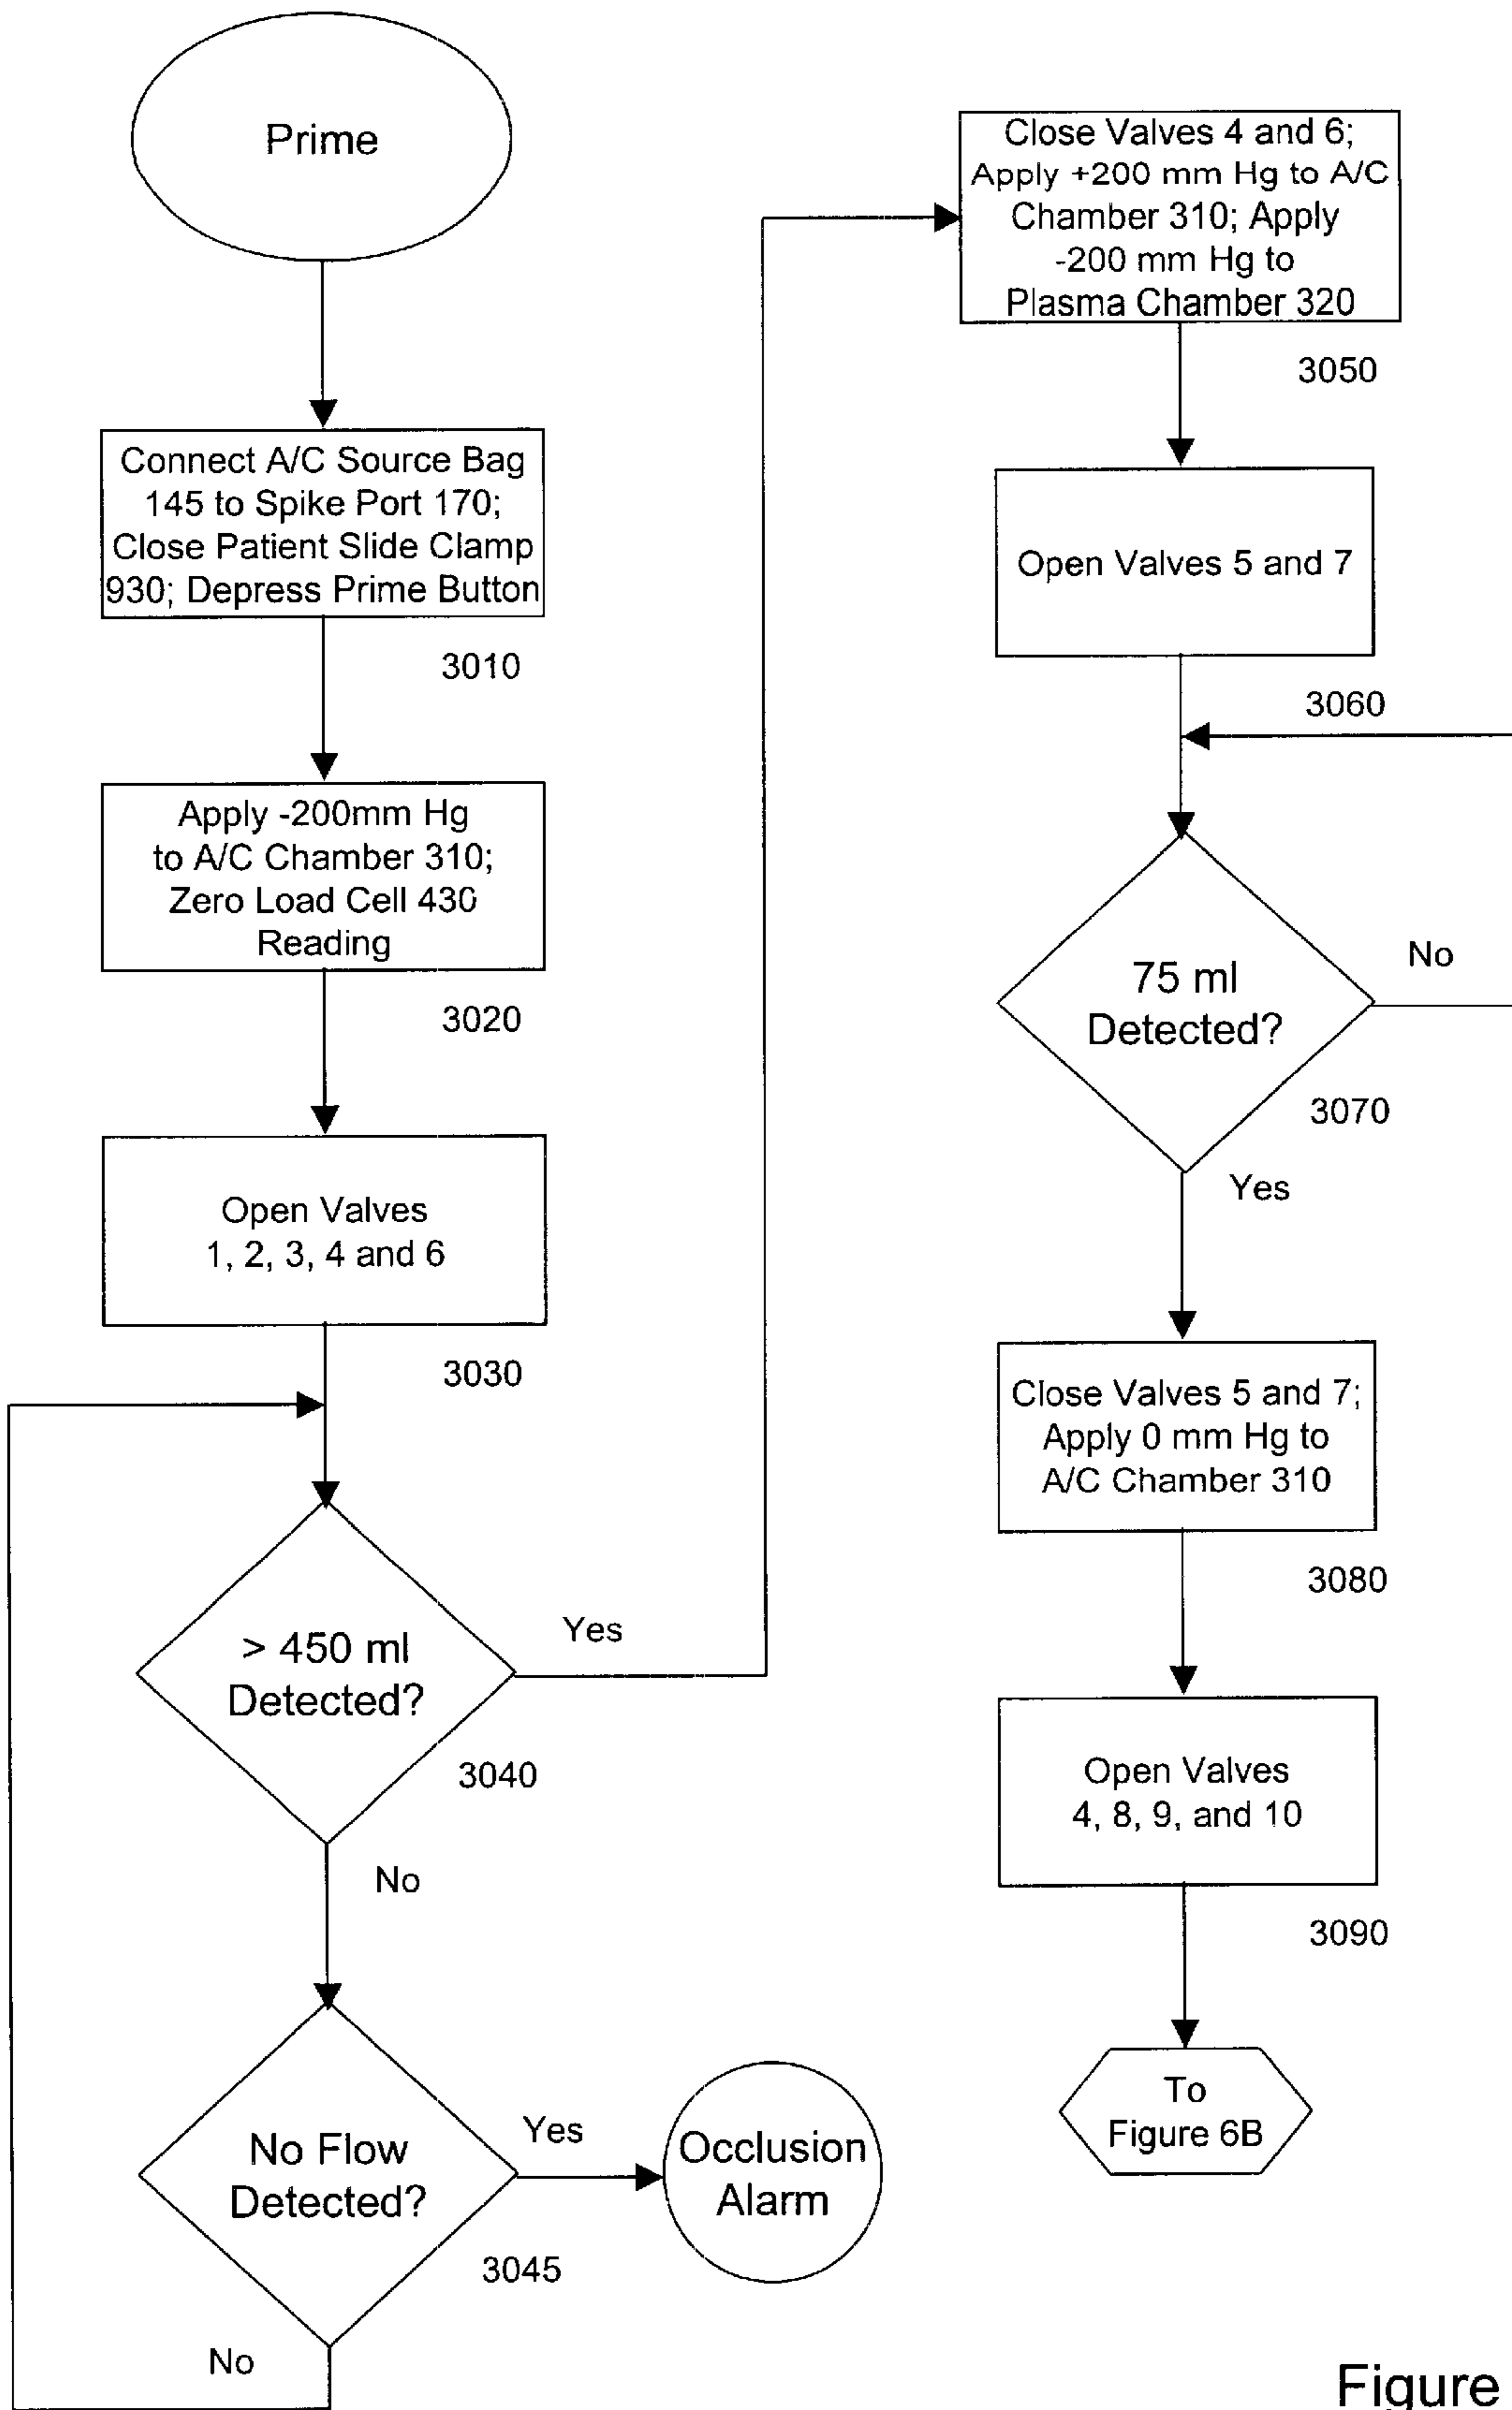 Prime
Connect A/C Source Bag
145 to Spike Port 170;
Close Patient Slide Clamp
930; Depress Prime Button
3010
Apply -200mm Hg
to A/C Chamber 310;
Zero Load Cell 430
Reading
3020
Open Valves
1, 2, 3, 4 and 6
3030
> 450 ml
Detected?
Yes
3040
No
No Flow
Detected?
Yes
3045
No
Occlusion
Alarm
Close Valves 4 and 6;
Apply +200 mm Hg to A/C
Chamber 310; Apply
-200 mm Hg to
Plasma Chamber 320
3050
Open Valves 5 and 7
3060
75 ml
Detected?
No
3070
Yes
Close Valves 5 and 7;
Apply 0 mm Hg to
A/C Chamber 310
3080
Open Valves
4, 8, 9, and 10
3090
To
Figure 6B
Figure